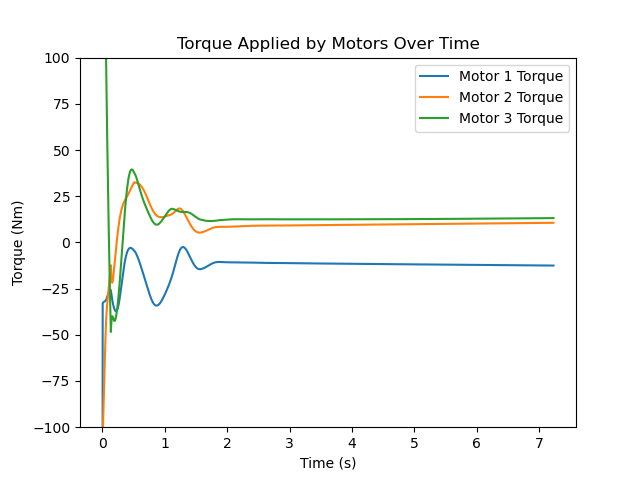 Torque Applied by Motors Over Time
Motor 1 Torque
Motor 2 Torque
Motor 3 Torque
100
75
50
25
0
−25
−50
−75
−100
Torque (Nm)
0 1 2 3 4 5 6 7
Time (s)